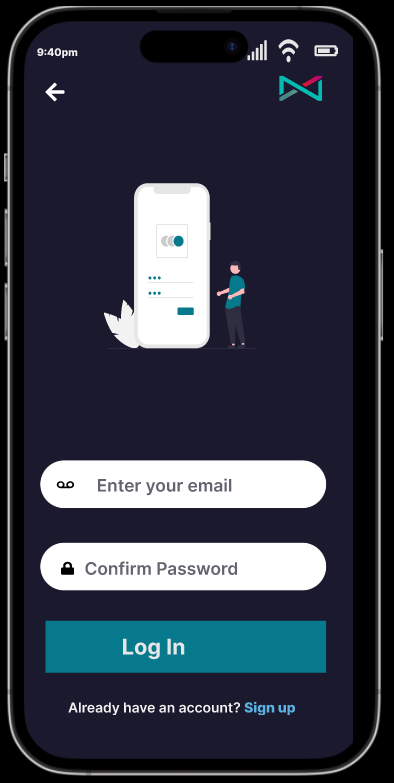 9:40pm
Enter your email
Confirm Password
Log In
Already have an account? Sign up